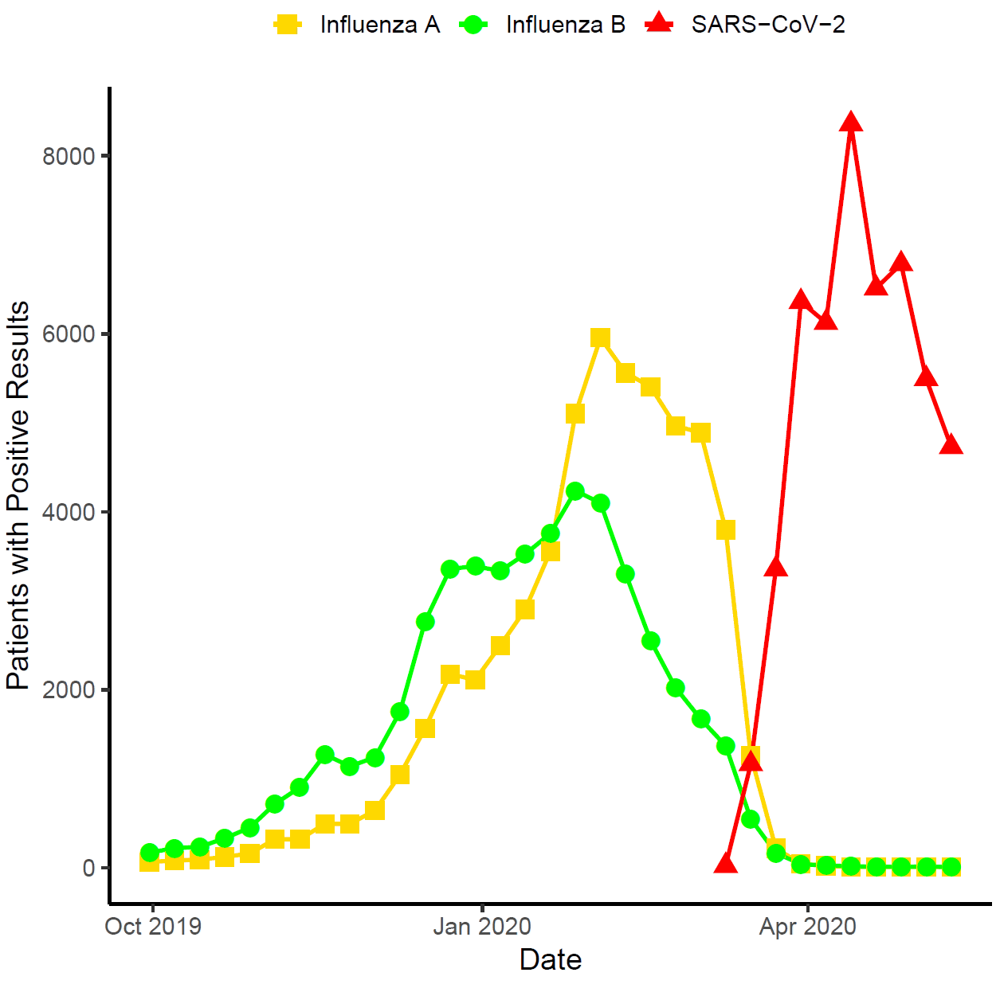 Influenza A Influenza B SARS−CoV−2
Patients with Positive Results
8000
6000
4000
2000
0
Oct 2019 Jan 2020 Apr 2020
Date